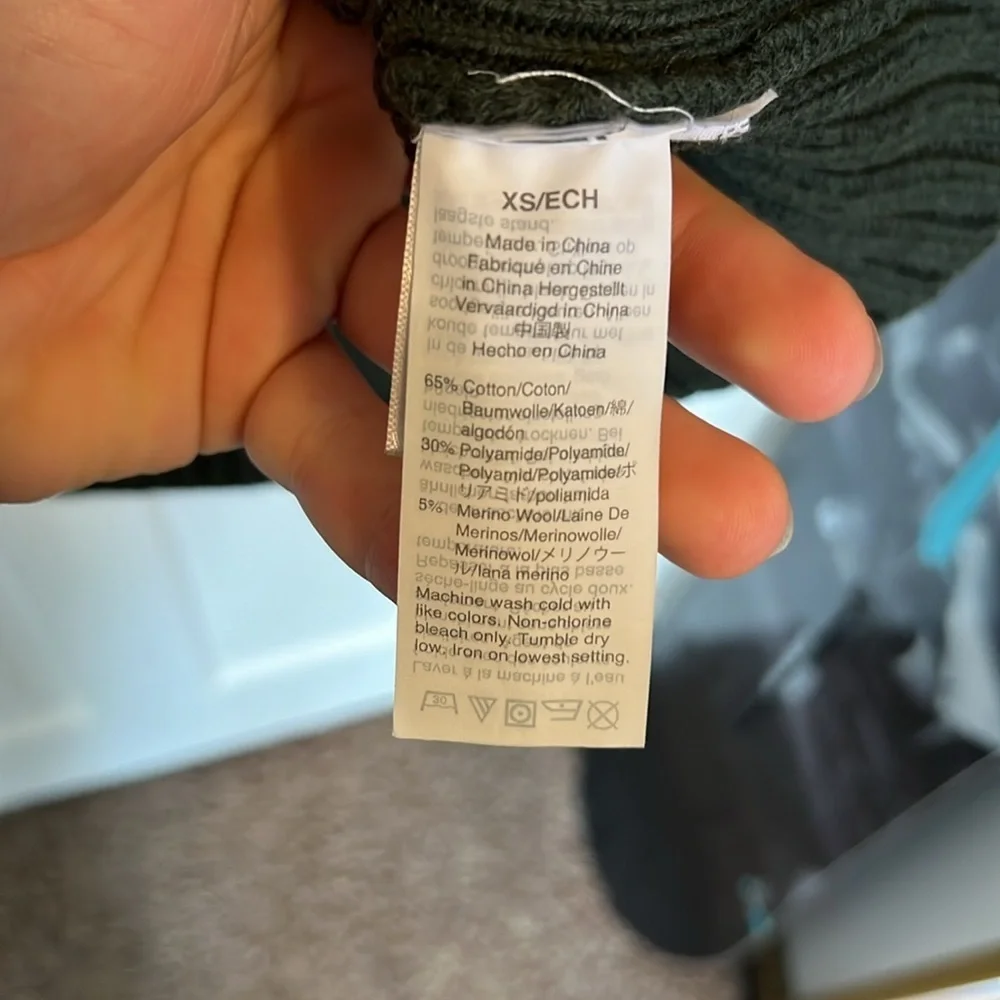 XS/ECH
Made in China
Fabriqué en Chine
in China Hergestellt
Vervaardigd in China
中国製
Hecho en China
65% Cotton/Coton/
Baumwolle/Katoen/綿/
algodón
30% Polyamide/Polyamide/
Polyamid/Polyamide/ポ
リアミド/poliamida
5% Merino Wool/Laine De
Merinos/Merinowolle/
Merinowol/メリノウー
ル/lana merino
Machine wash cold with
like colors. Non-chlorine
bleach only. Tumble dry
low. Iron on lowest setting.
30